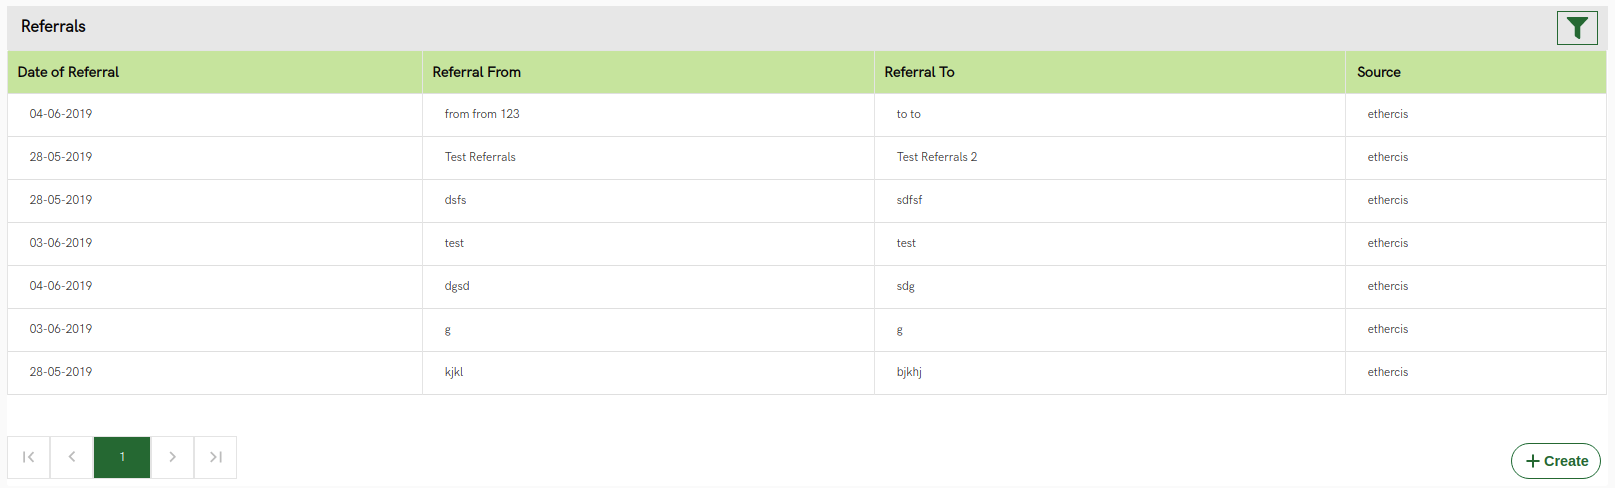 Referrals
Date of Referral Referral From Referral To Source
04-06-2019 from from 123 to to ethercis
28-05-2019 Test Referrals Test Referrals 2 ethercis
28-05-2019 dsfs sdfsf ethercis
03-06-2019 test test ethercis
04-06-2019 dgsd sdg ethercis
03-06-2019 g g ethercis
28-05-2019 kjkl bjkhj ethercis
1
+ Create